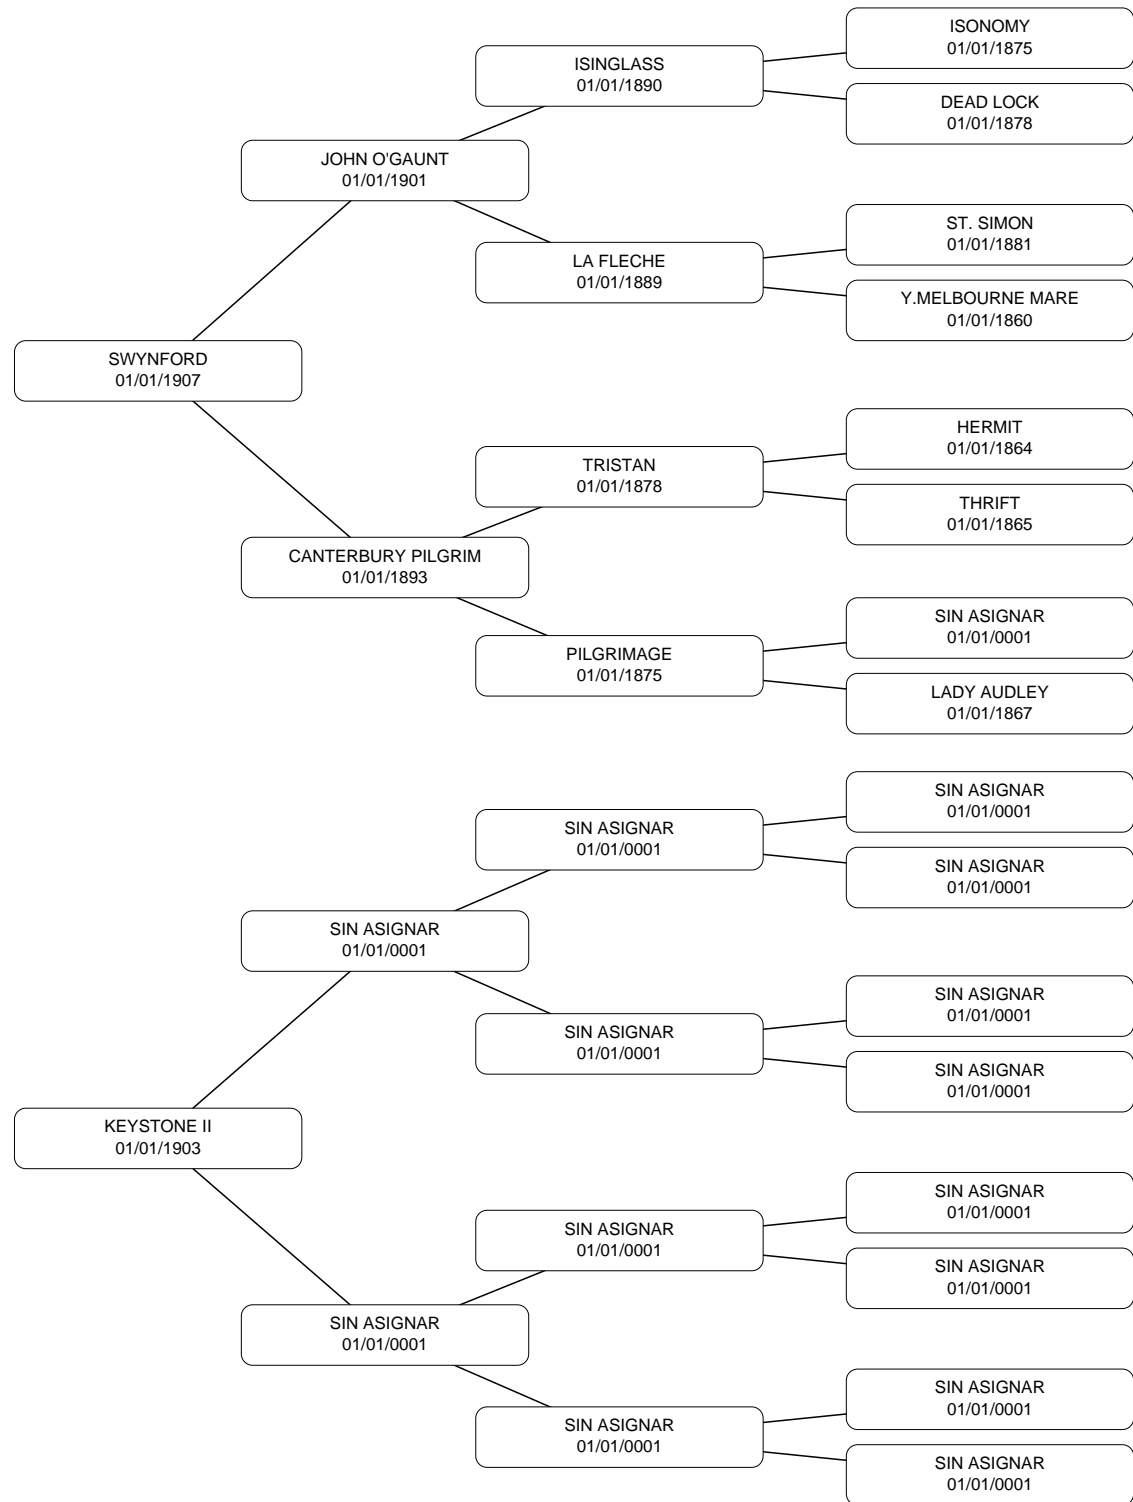 ISONOMY
01/01/1875
ISINGLASS
01/01/1890
DEAD LOCK
01/01/1878
JOHN O'GAUNT
01/01/1901
ST. SIMON
01/01/1881
LA FLECHE
01/01/1889
Y.MELBOURNE MARE
01/01/1860
SWYNFORD
01/01/1907
HERMIT
01/01/1864
TRISTAN
01/01/1878
THRIFT
01/01/1865
CANTERBURY PILGRIM
01/01/1893
SIN ASIGNAR
01/01/0001
PILGRIMAGE
01/01/1875
LADY AUDLEY
01/01/1867
SIN ASIGNAR
01/01/0001
SIN ASIGNAR
01/01/0001
SIN ASIGNAR
01/01/0001
SIN ASIGNAR
01/01/0001
SIN ASIGNAR
01/01/0001
SIN ASIGNAR
01/01/0001
SIN ASIGNAR
01/01/0001
KEYSTONE II
01/01/1903
SIN ASIGNAR
01/01/0001
SIN ASIGNAR
01/01/0001
SIN ASIGNAR
01/01/0001
SIN ASIGNAR
01/01/0001
SIN ASIGNAR
01/01/0001
SIN ASIGNAR
01/01/0001
SIN ASIGNAR
01/01/0001